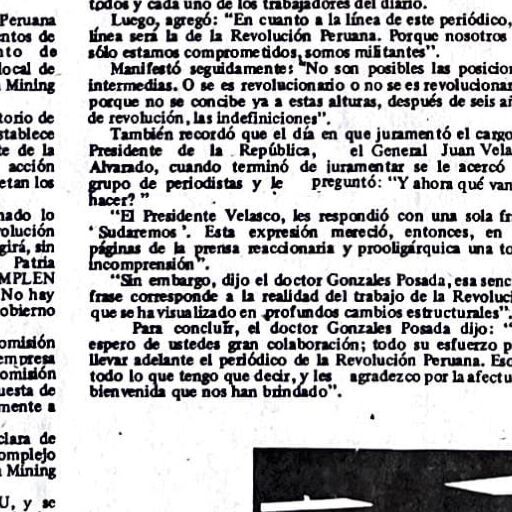 Peruana
ntos de
nto de
local de
Mining
torio de
stablece
te de la
acción
etan los
nado lo
olución
girá, sin
Patria
MPLEN
No hay
obierno
omisión
empresa
omisión
uesta de
mente a
clara de
omplejo
Mining
U, y se
todos y cada uno de los trabajadores del diario.
Luego, agregó: “En cuanto a la línea de este periódico,
línea será la de la Revolución Peruana. Porque nosotros
sólo estamos comprometidos, somos militantes”.
Manifestó seguidamente: “No son posibles las posicion
intermedias. O se es revolucionario o no se es revolucionar
porque no se concibe ya a estas alturas, después de seis añ
de revolución, las indefiniciones”.
También recordó que el día en que juramentó el cargo
Presidente de la República, el General Juan Vela
Alvarado, cuando terminó de juramentar se le acercó
grupo de periodistas y le preguntó: “Y ahora qué van
hacer? ”
“El Presidente Velasco, les respondió con una sola fr
‘Sudaremos’. Esta expresión mereció, entonces, en
páginas de la prensa reaccionaria y prooligárquica una to
incomprensión”.
“Sin embargo, dijo el doctor Gonzales Posada, esa senc
frase corresponde a la realidad del trabajo de la Revoluci
que se ha visualizado en profundos cambios estructurales”.
Para concluir, el doctor Gonzales Posada dijo: “
espero de ustedes gran colaboración; todo su esfuerzo p
llevar adelante el periódico de la Revolución Peruana. Eso
todo lo que tengo que decir, y les agradezco por la afectu
bienvenida que nos han brindado”.